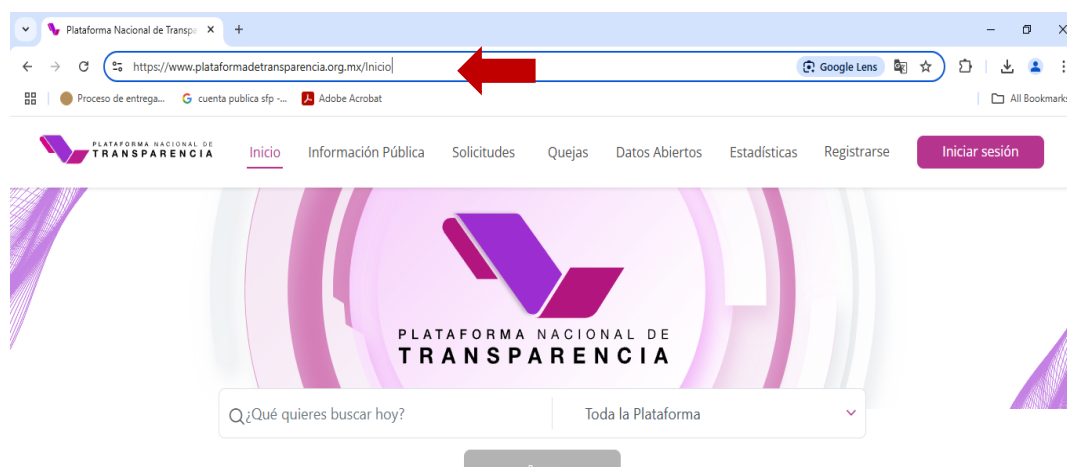 Plataforma Nacional de Transpa
https://www.plataformadetransparencia.org.mx/Inicio
Google Lens
Proceso de entrega...
cuenta publica sfp -...
Adobe Acrobat
All Bookmarks
PLATAFORMA NACIONAL DE
TRANSPARENCIA
Inicio
Información Pública
Solicitudes
Quejas
Datos Abiertos
Estadísticas
Registrarse
Iniciar sesión
PLATAFORMA NACIONAL DE
TRANSPARENCIA
¿Qué quieres buscar hoy?
Toda la Plataforma